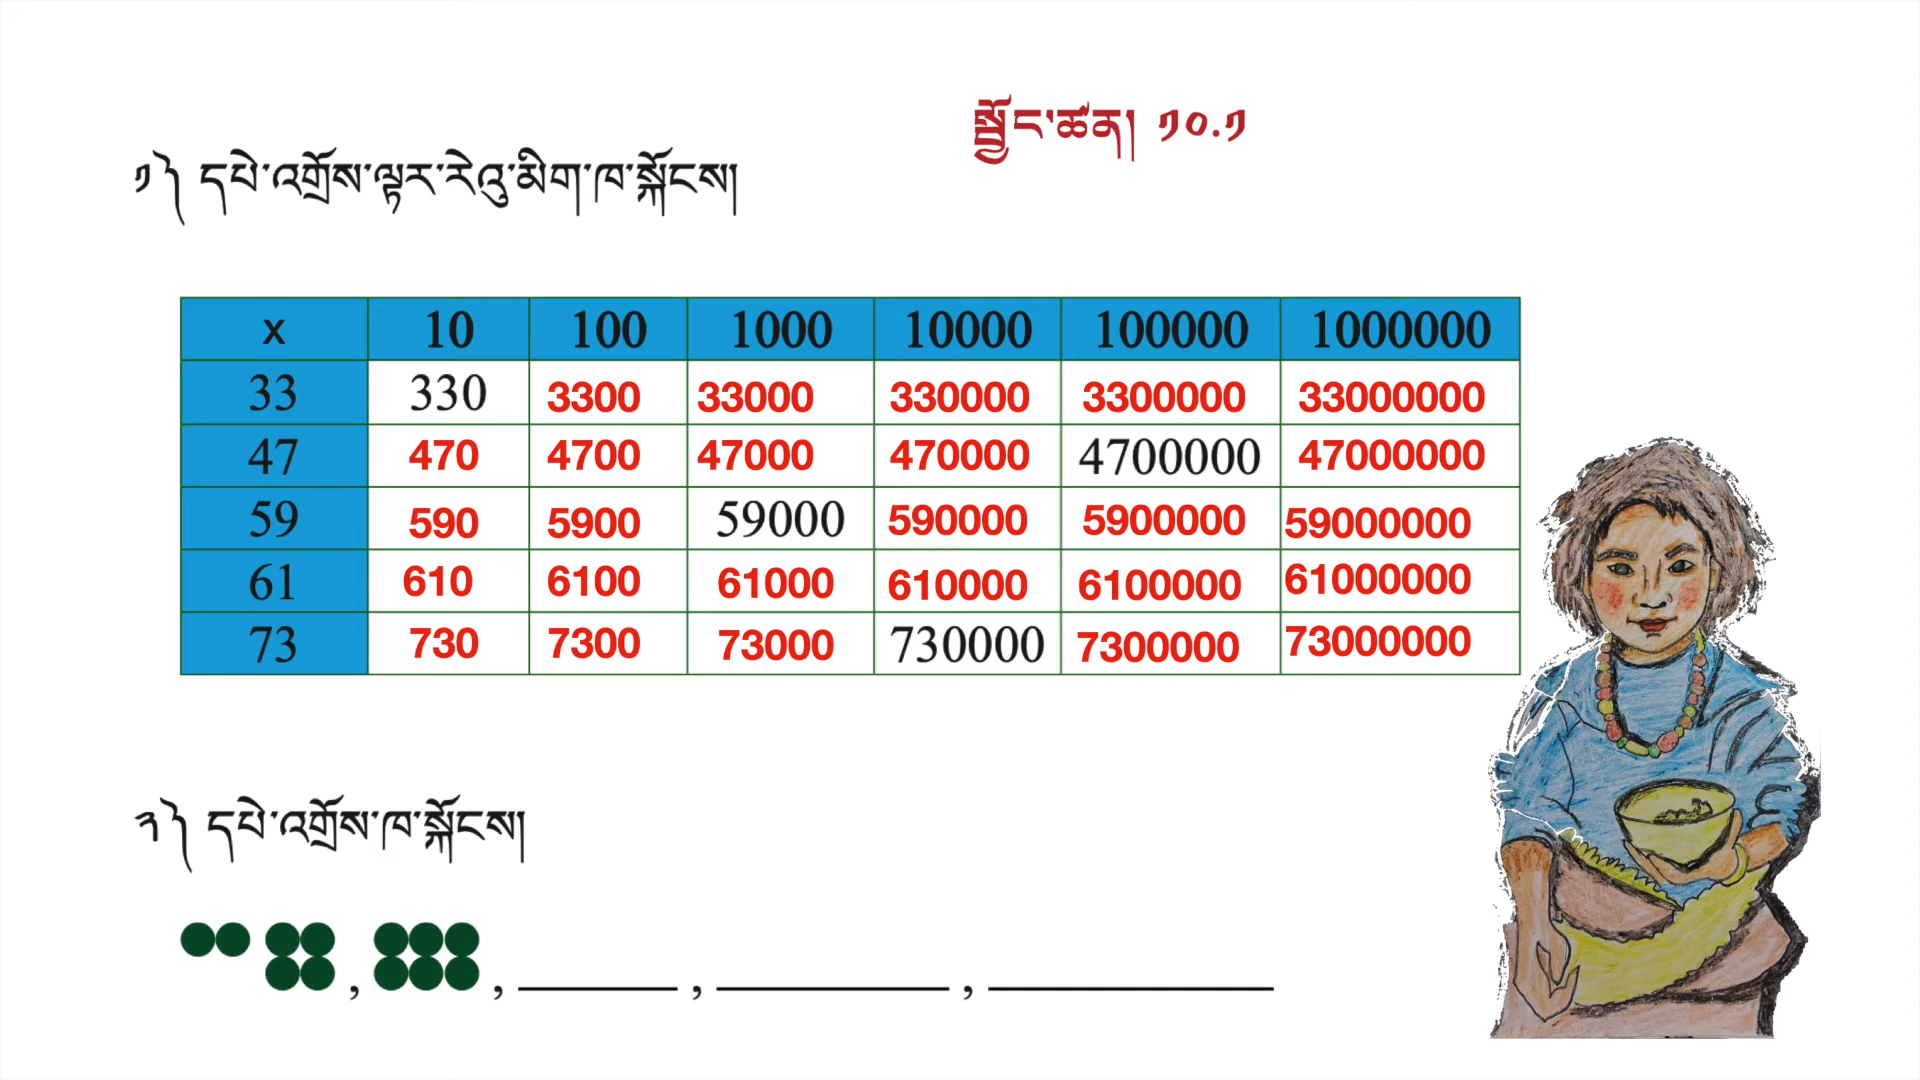 སྦྱོང་ཚན། ༡༠.༡
༡༽ དཔེ་འགྲོས་ལྟར་རེའུ་མིག་ཁ་སྐོངས།
x 10 100 1000 10000 100000 1000000
33 330 3300 33000 330000 3300000 33000000
47 470 4700 47000 470000 4700000 47000000
59 590 5900 59000 590000 5900000 59000000
61 610 6100 61000 610000 6100000 61000000
73 730 7300 73000 730000 7300000 73000000
༢༽ དཔེ་འགྲོས་ཁ་སྐོངས།